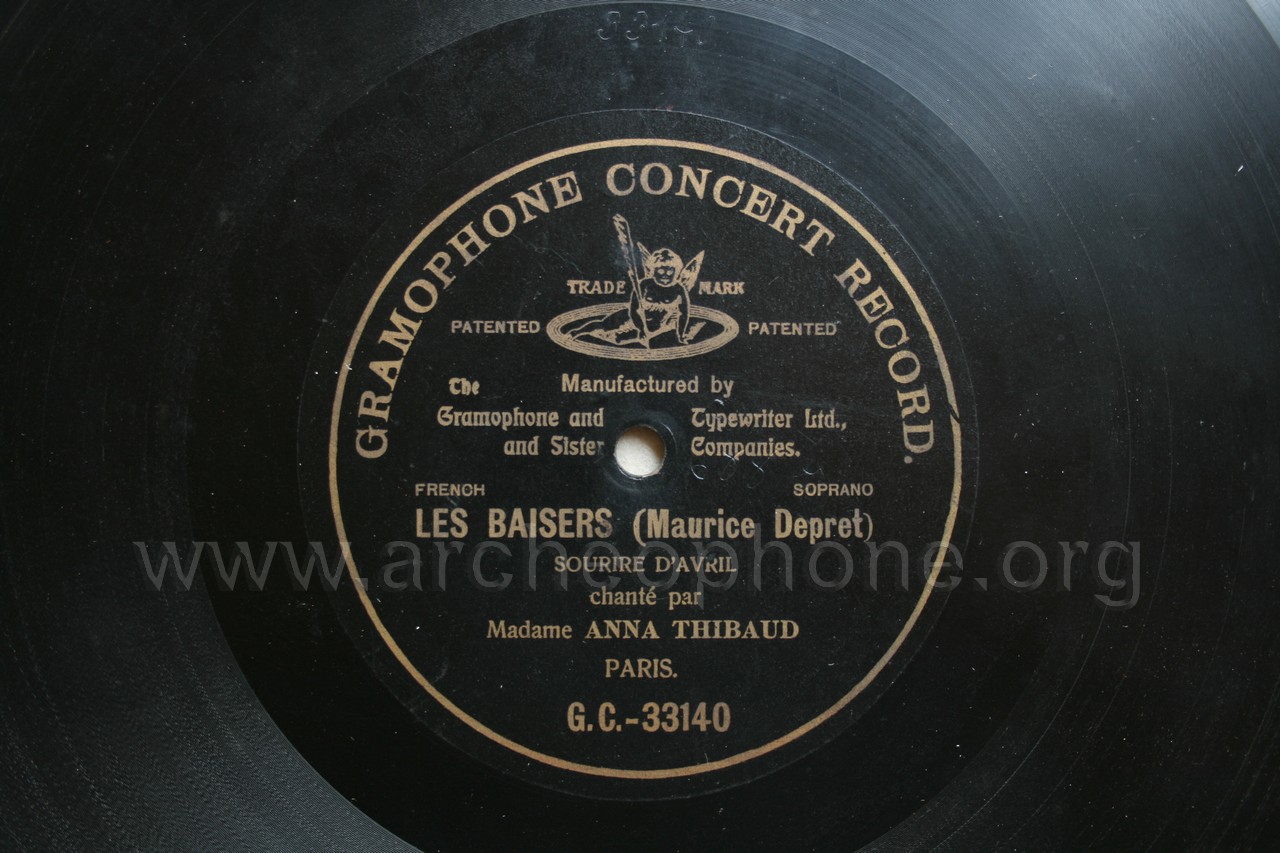 GRAMOPHONE CONCERT RECORD.
TRADE MARK
PATENTED PATENTED
Manufactured by
The
Gramophone and Typewriter Ltd.,
and Sister Companies.
FRENCH SOPRANO
LES BAISERS (Maurice Depret)
www.archeophone.org
SOURIRE D'AVRIL
chanté par
Madame ANNA THIBAUD
PARIS.
G.C.-33140